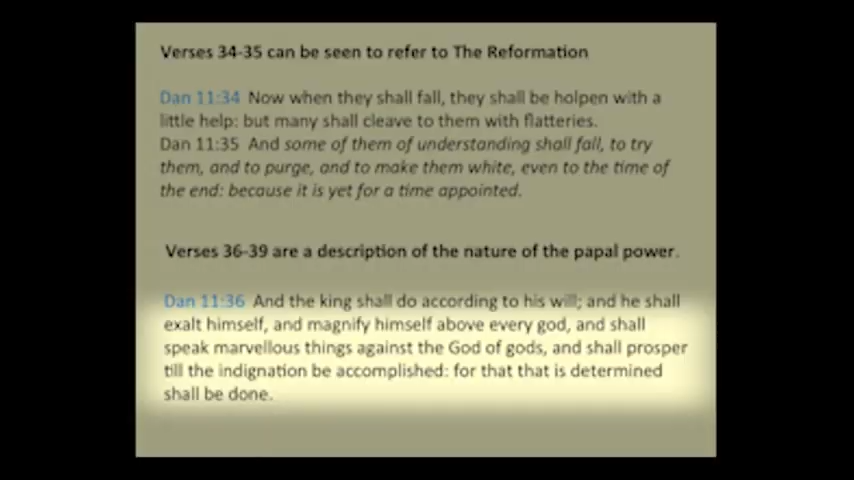 Verses 34-35 can be seen to refer to The Reformation
Dan 11:34 Now when they shall fall, they shall be holpen with a
little help: but many shall cleave to them with flatteries.
Dan 11:35 And some of them of understanding shall fall, to try
them, and to purge, and to make them white, even to the time of
the end: because it is yet for a time appointed.
Verses 36-39 are a description of the nature of the papal power.
Dan 11:36 And the king shall do according to his will; and he shall
exalt himself, and magnify himself above every god, and shall
speak marvellous things against the God of gods, and shall prosper
till the indignation be accomplished: for that that is determined
shall be done.